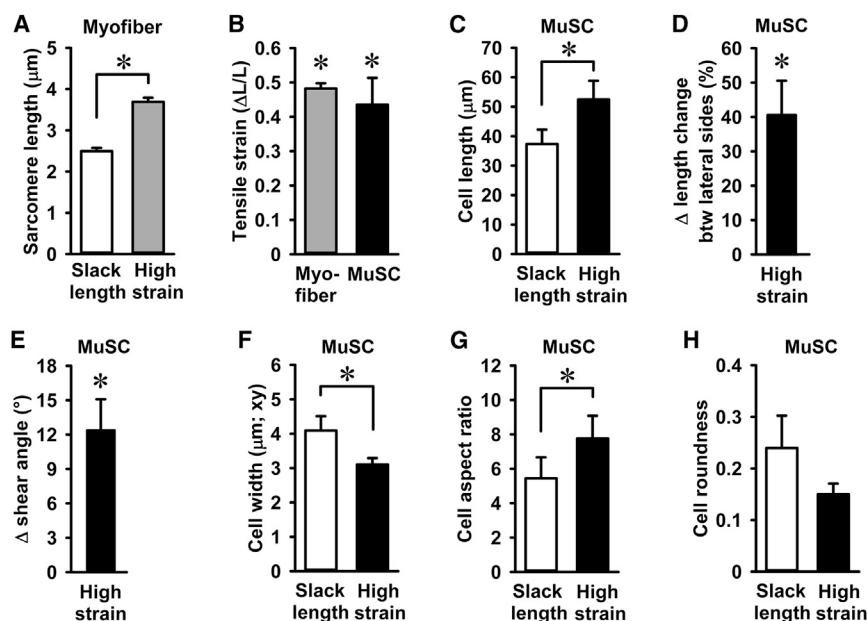 A
Myofiber
Sarcomere length (μm)
5
4
3
2
1
0
*
Slack High
length strain
B
Tensile strain (ΔL/L)
0.6
0.5
0.4
0.3
0.2
0.1
0
* *
Myo- MuSC
fiber
C
MuSC
Cell length (μm)
70
60
50
40
30
20
10
0
*
Slack High
length strain
D
MuSC
Δ length change
btw lateral sides (%)
60
50
40
30
20
10
0
*
High
strain
E
MuSC
Δ shear angle (°)
18
15
12
9
6
3
0
*
High
strain
F
MuSC
Cell width (μm; xy)
6
5
4
3
2
1
0
*
Slack High
length strain
G
MuSC
Cell aspect ratio
12
10
8
6
4
2
0
*
Slack High
length strain
H
MuSC
Cell roundness
0.4
0.3
0.2
0.1
0
Slack High
length strain